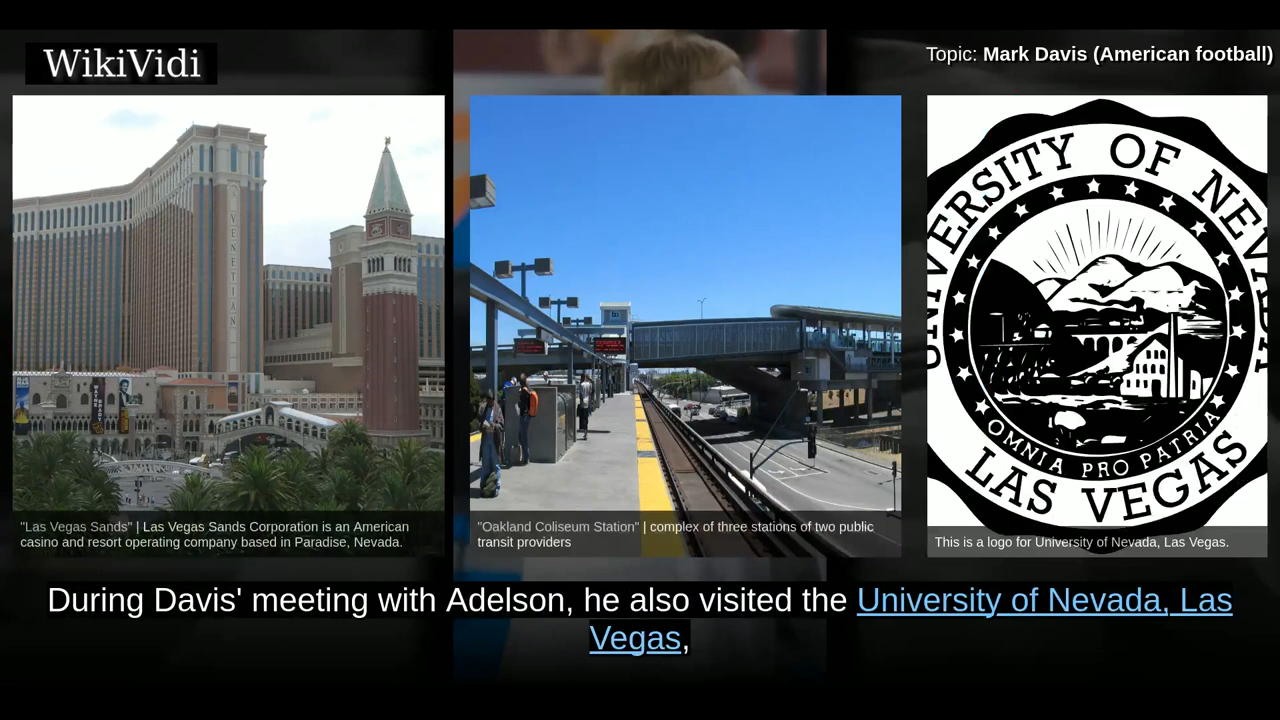 WikiVidi
Topic: Mark Davis (American football)
VENETIAN
"Las Vegas Sands" | Las Vegas Sands Corporation is an American
casino and resort operating company based in Paradise, Nevada.
"Oakland Coliseum Station" | complex of three stations of two public
transit providers
UNIVERSITY OF NEVADA
OMNIA PRO PATRIA
LAS VEGAS
This is a logo for University of Nevada, Las Vegas.
During Davis' meeting with Adelson, he also visited the University of Nevada, Las
Vegas,